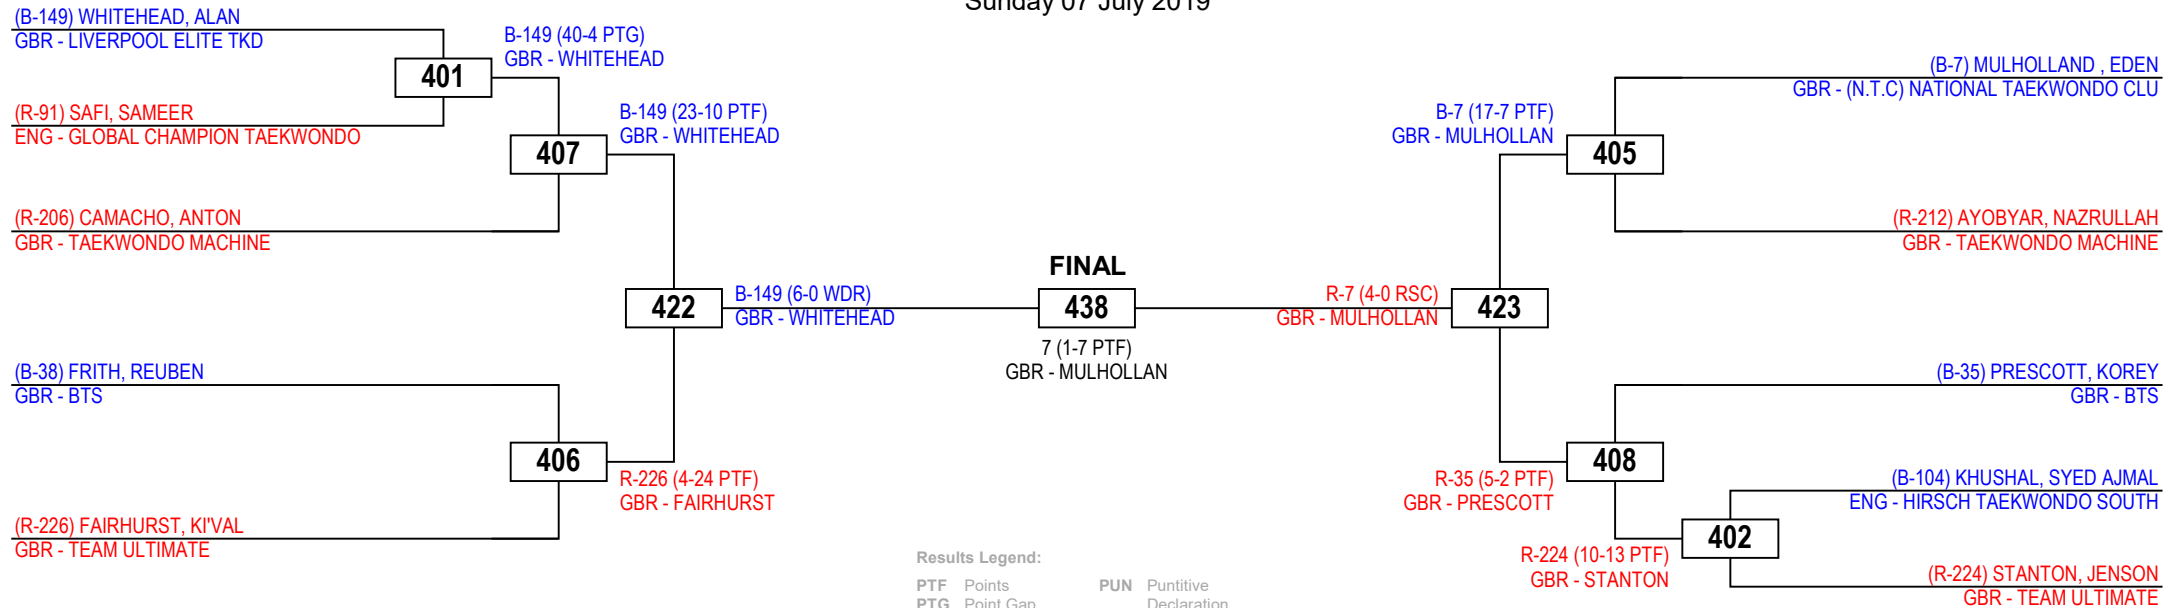 Sunday 07 July 2019
(B-149) WHITEHEAD, ALAN
GBR - LIVERPOOL ELITE TKD
401
B-149 (40-4 PTG)
GBR - WHITEHEAD
(R-91) SAFI, SAMEER
ENG - GLOBAL CHAMPION TAEKWONDO
407
B-149 (23-10 PTF)
GBR - WHITEHEAD
(R-206) CAMACHO, ANTON
GBR - TAEKWONDO MACHINE
422
B-149 (6-0 WDR)
GBR - WHITEHEAD
(B-38) FRITH, REUBEN
GBR - BTS
406
R-226 (4-24 PTF)
GBR - FAIRHURST
(R-226) FAIRHURST, KI'VAL
GBR - TEAM ULTIMATE
FINAL
438
7 (1-7 PTF)
GBR - MULHOLLAN
R-7 (4-0 RSC)
GBR - MULHOLLAN
423
B-7 (17-7 PTF)
GBR - MULHOLLAN
405
(B-7) MULHOLLAND , EDEN
GBR - (N.T.C) NATIONAL TAEKWONDO CLU
(R-212) AYOBYAR, NAZRULLAH
GBR - TAEKWONDO MACHINE
(B-35) PRESCOTT, KOREY
GBR - BTS
408
R-35 (5-2 PTF)
GBR - PRESCOTT
(B-104) KHUSHAL, SYED AJMAL
ENG - HIRSCH TAEKWONDO SOUTH
402
R-224 (10-13 PTF)
GBR - STANTON
(R-224) STANTON, JENSON
GBR - TEAM ULTIMATE
Results Legend:
PTF Points PUN Puntitive
PTG Point Gap Declaration